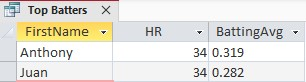 Top Batters
FirstName HR BattingAvg
Anthony 34 0.319
Juan 34 0.282